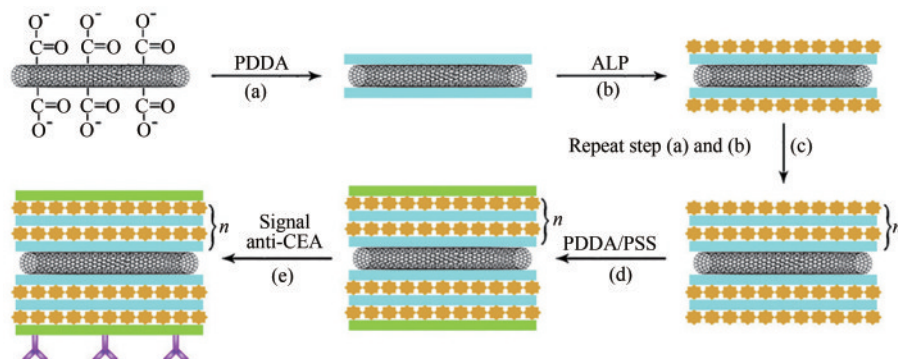 O⁻ O⁻ O⁻
C=O C=O C=O
C=O C=O C=O
O⁻ O⁻ O⁻
PDDA
(a)
ALP
(b)
Repeat step (a) and (b) (c)
n
PDDA/PSS
(d)
n
Signal
anti-CEA
(e)
n